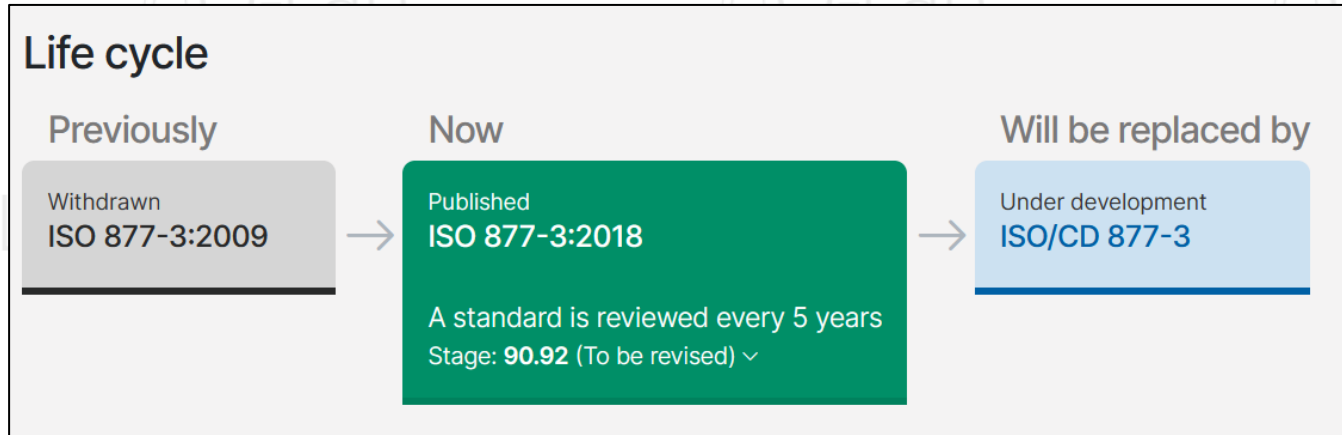 Life cycle
Previously
Now
Will be replaced by
Withdrawn
ISO 877-3:2009
Published
ISO 877-3:2018
A standard is reviewed every 5 years
Stage: 90.92 (To be revised)
Under development
ISO/CD 877-3